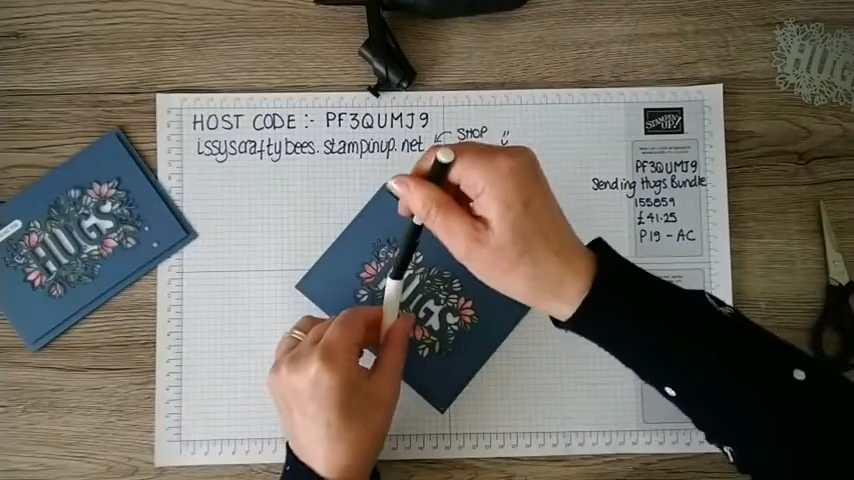 HOST CODE :- PF3QUMJ9
issyscraftybees.stampinup.net
SHOP
STAMPIN' UP!
PF3QUMJ9
Sending Hugs Bundle
155859
£41.25
P19 - AC
HUGS
HUGS
HUGS